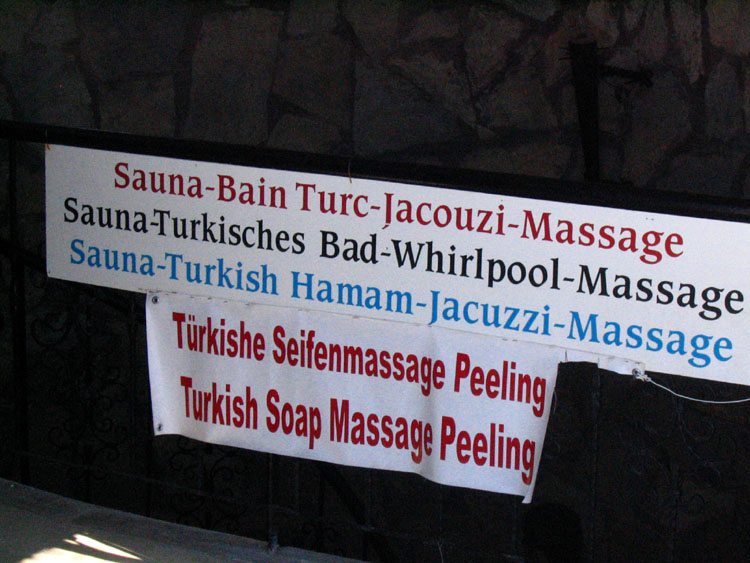 Sauna-Bain Turc-Jacouzi-Massage
Sauna-Turkisches Bad-Whirlpool-Massage
Sauna-Turkish Hamam-Jacuzzi-Massage
Türkishe Seifenmassage Peeling
Turkish Soap Massage Peeling